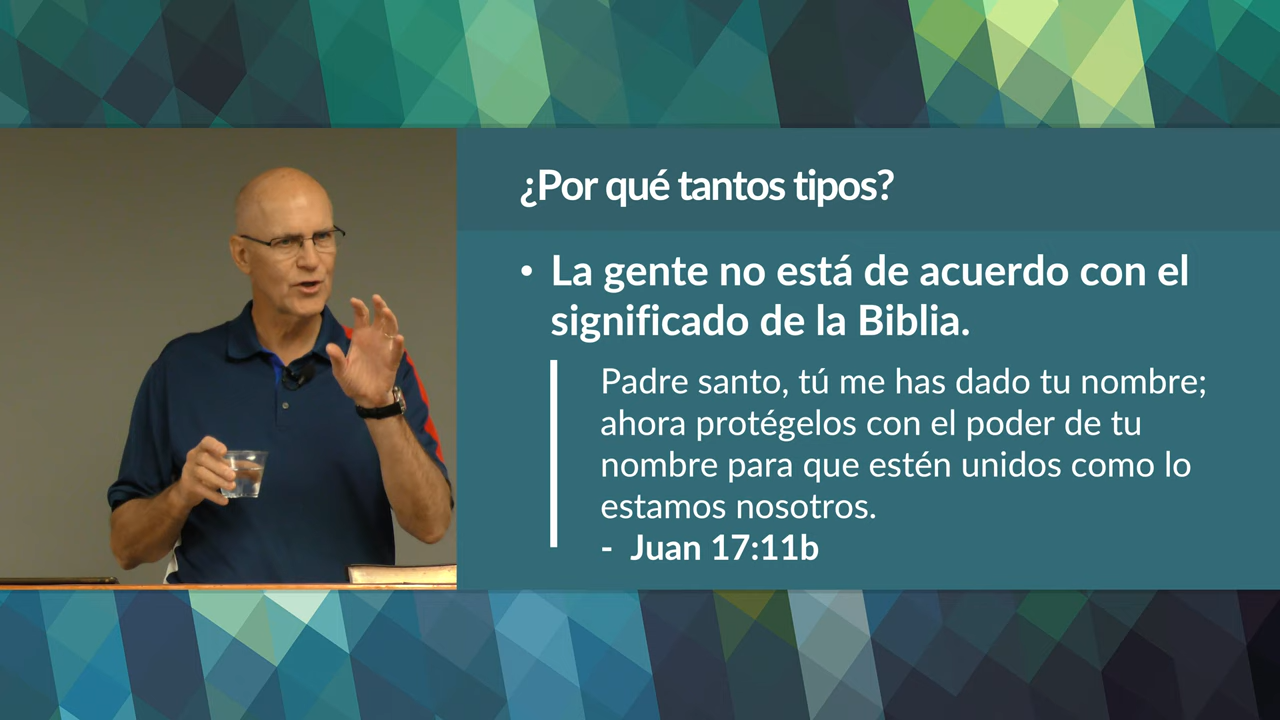 ¿Por qué tantos tipos?
• La gente no está de acuerdo con el
significado de la Biblia.
Padre santo, tú me has dado tu nombre;
ahora protégelos con el poder de tu
nombre para que estén unidos como lo
estamos nosotros.
- Juan 17:11b